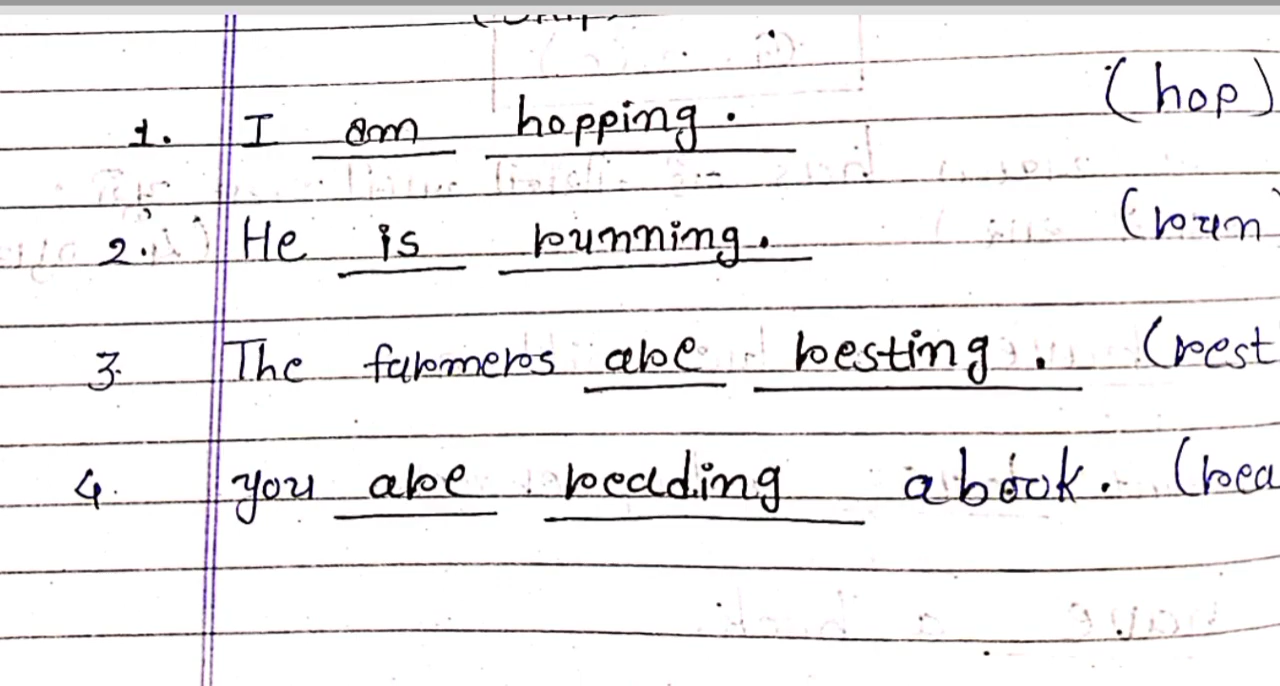 1. I am hopping. (hop)
2. He is running. (run
3. The farmers are resting. (rest
4. you are reading a book. (rea